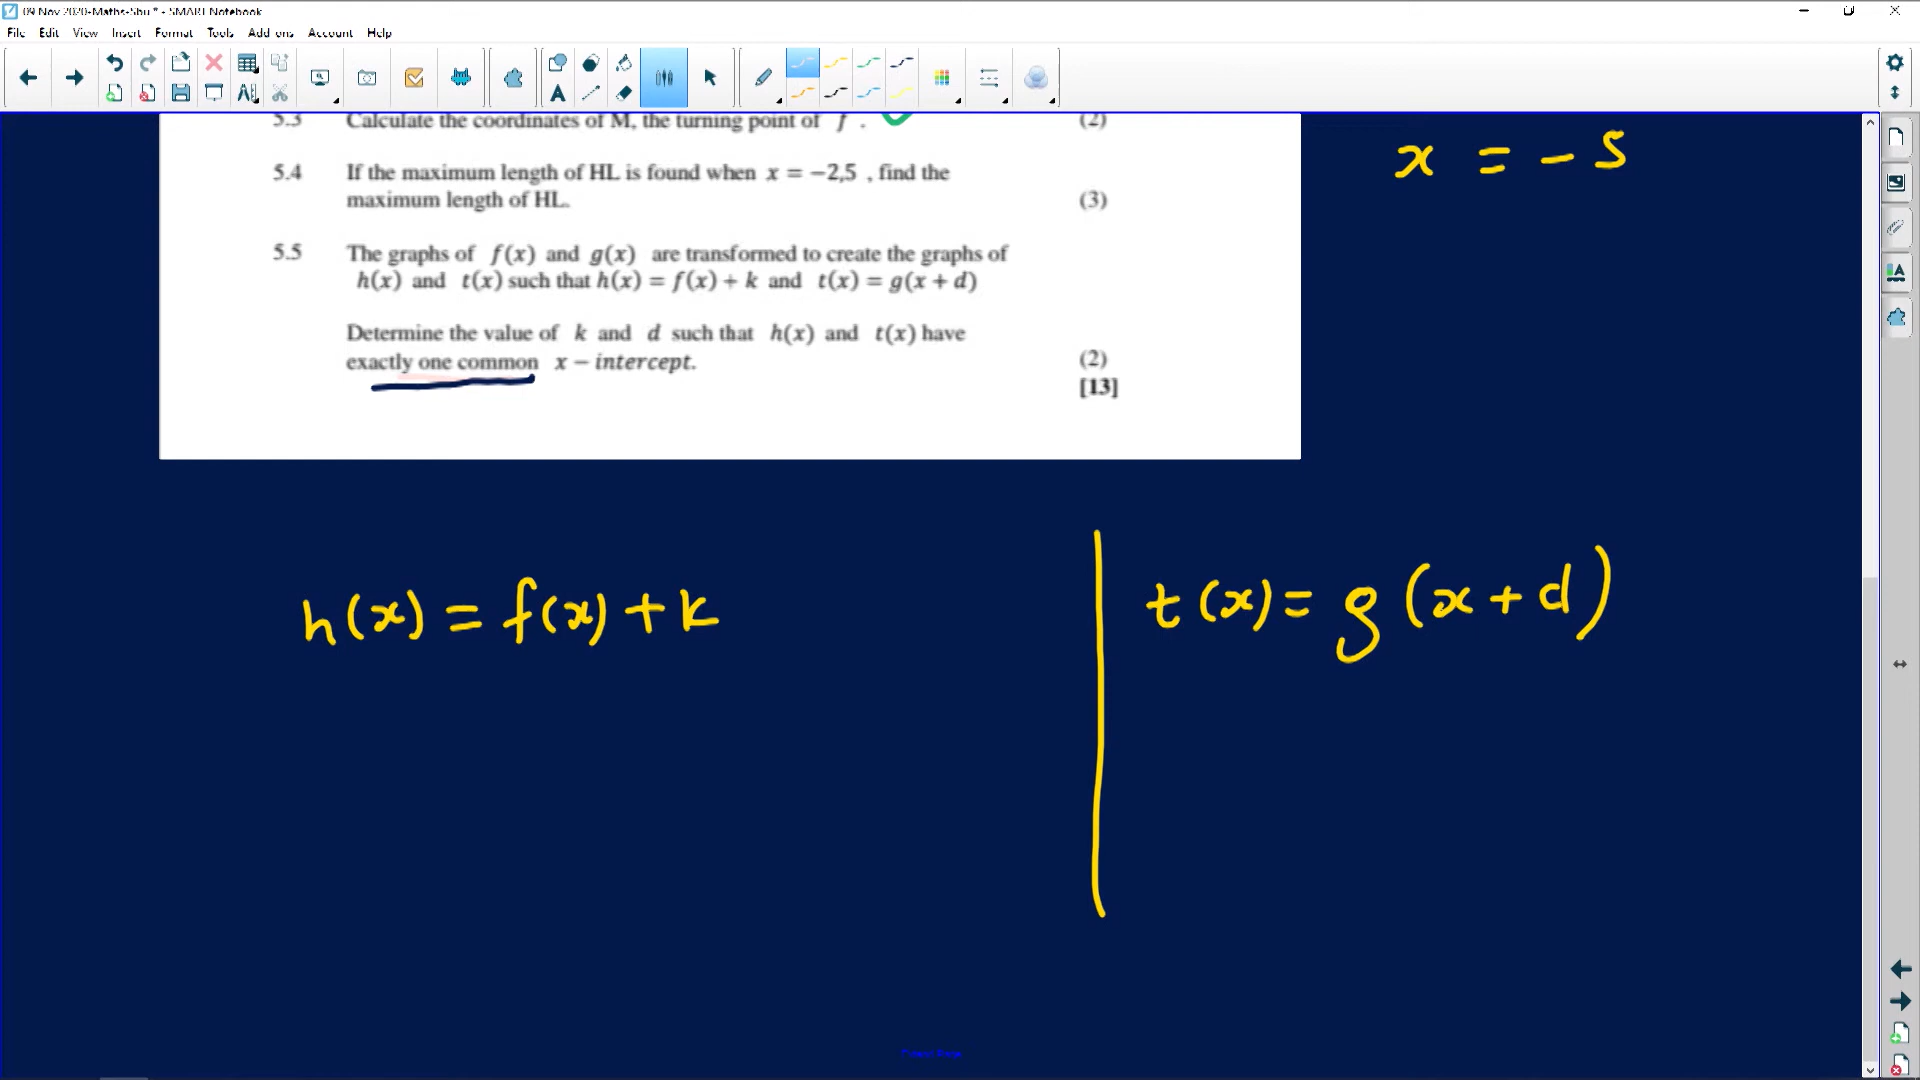 09 Nov 2020-Maths-Sbu * - SMART Notebook
File Edit View Insert Format Tools Add-ons Account Help
5.3 Calculate the coordinates of M, the turning point of f . (2)
5.4 If the maximum length of HL is found when x = −2,5 , find the
maximum length of HL. (3)
5.5 The graphs of f(x) and g(x) are transformed to create the graphs of
h(x) and t(x) such that h(x) = f(x) + k and t(x) = g(x + d)
Determine the value of k and d such that h(x) and t(x) have
exactly one common x − intercept. (2)
[13]
x = - 5
h(x) = f(x) + k
t(x) = g(x + d)